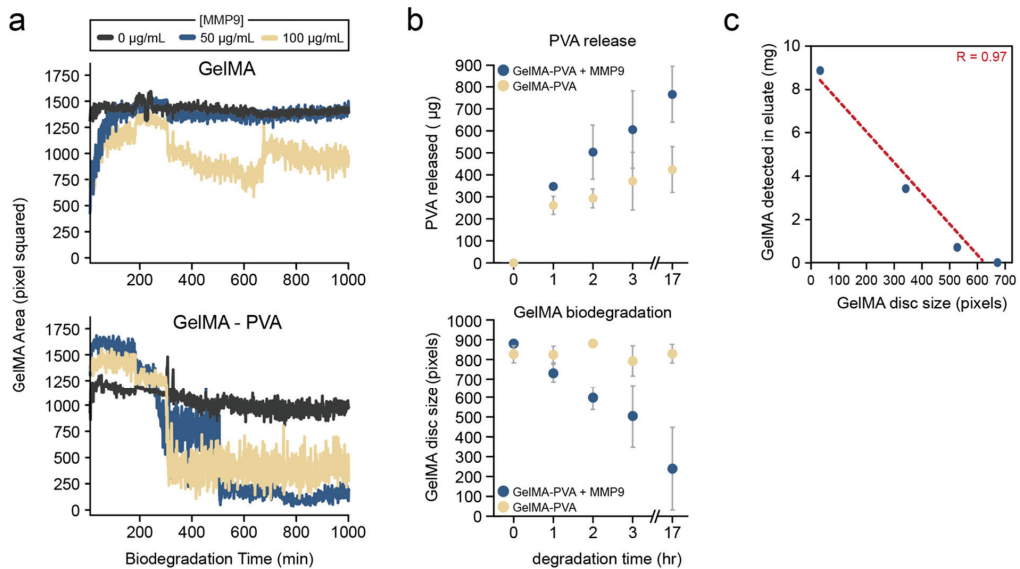 a
[MMP9]
0 µg/mL 50 µg/mL 100 µg/mL
GelMA
1750
1500
1250
1000
750
500
250
0
200 400 600 800 1000
GelMA - PVA
1750
1500
1250
1000
750
500
250
0
200 400 600 800 1000
Biodegradation Time (min)
GelMA Area (pixel squared)
b
PVA release
GelMA-PVA + MMP9
GelMA-PVA
900
800
700
600
500
400
300
200
100
0
PVA released ( µg)
0 1 2 3 17
GelMA biodegradation
1000
900
800
700
600
500
400
300
200
100
0
GelMA disc size (pixels)
GelMA-PVA + MMP9
GelMA-PVA
0 1 2 3 17
degradation time (hr)
c
R = 0.97
10
8
6
4
2
0
GelMA detected in eluate (mg)
0 100 200 300 400 500 600 700
GelMA disc size (pixels)